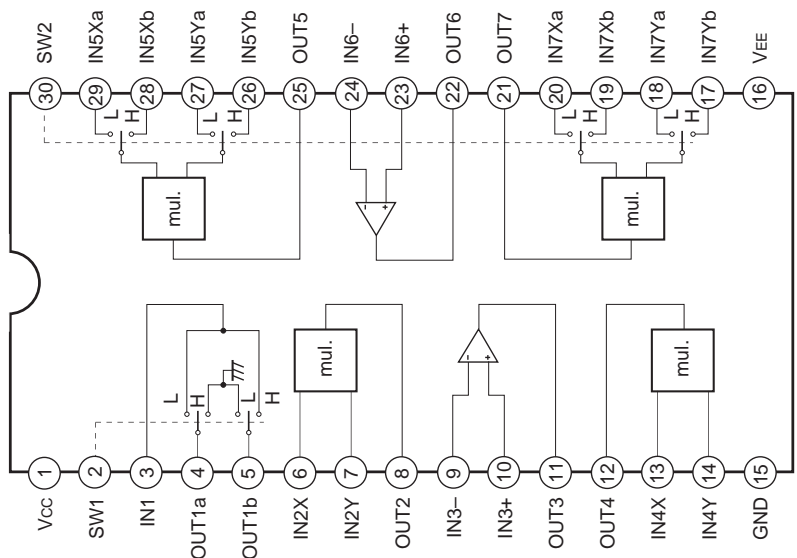 SW2
IN5Xa
IN5Xb
IN5Ya
IN5Yb
OUT5
IN6–
IN6+
OUT6
OUT7
IN7Xa
IN7Xb
IN7Ya
IN7Yb
VEE
30
29
28
27
26
25
24
23
22
21
20
19
18
17
16
L
H
L
H
L
H
L
H
mul.
–
+
mul.
L
H
L
H
mul.
–
+
mul.
1
2
3
4
5
6
7
8
9
10
11
12
13
14
15
VCC
SW1
IN1
OUT1a
OUT1b
IN2X
IN2Y
OUT2
IN3–
IN3+
OUT3
OUT4
IN4X
IN4Y
GND